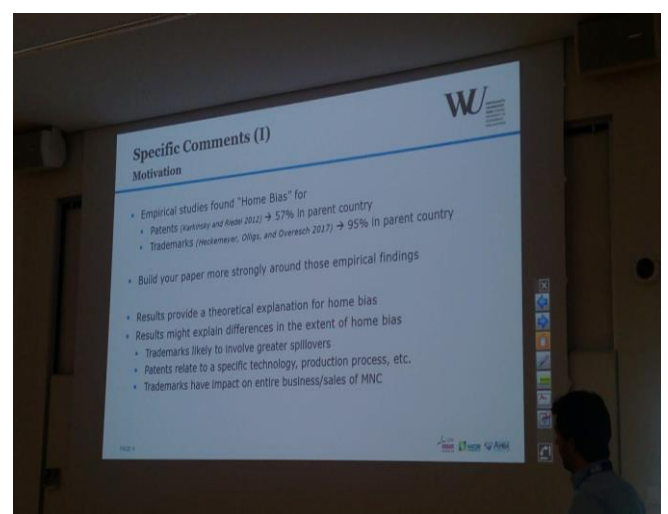 WU
Specific Comments (I)
Motivation
• Empirical studies found "Home Bias" for
• Patents (Karkinsky and Riedel 2012) → 57% in parent country
• Trademarks (Heckemeyer, Olligs, and Overesch 2017) → 95% in parent country
• Build your paper more strongly around those empirical findings
• Results provide a theoretical explanation for home bias
• Results might explain differences in the extent of home bias
• Trademarks likely to involve greater spillovers
• Patents relate to a specific technology, production process, etc.
• Trademarks have impact on entire business/sales of MNC